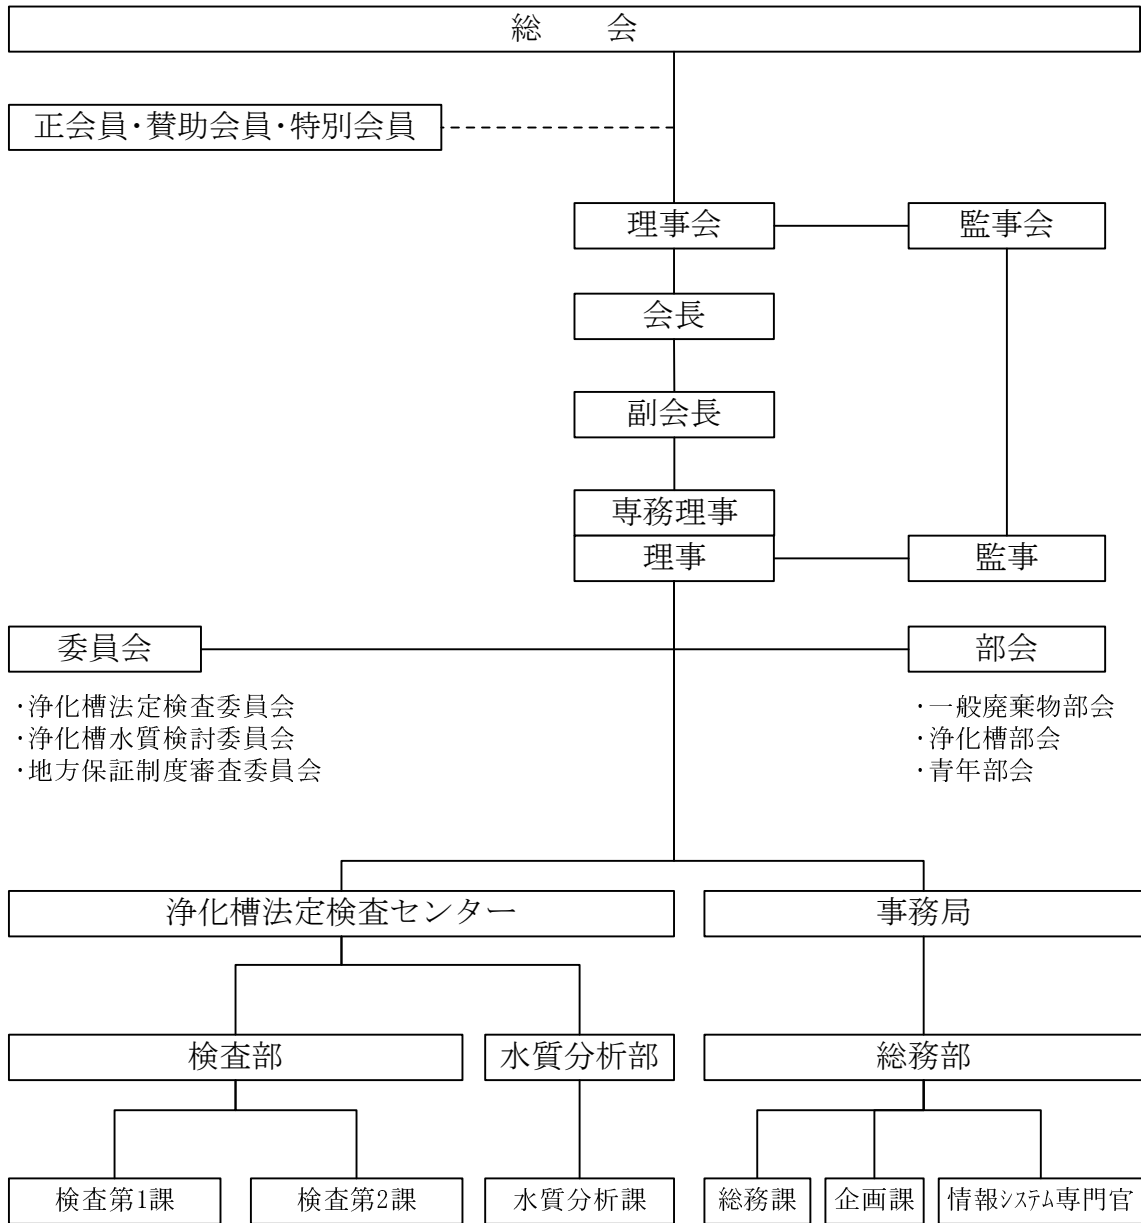 総　会
正会員・賛助会員・特別会員
理事会
監事会
会長
副会長
専務理事
理事
監事
委員会
部会
・浄化槽法定検査委員会
・浄化槽水質検討委員会
・地方保証制度審査委員会
・一般廃棄物部会
・浄化槽部会
・青年部会
浄化槽法定検査センター
事務局
検査部
水質分析部
総務部
検査第1課
検査第2課
水質分析課
総務課
企画課
情報ｼｽﾃﾑ専門官